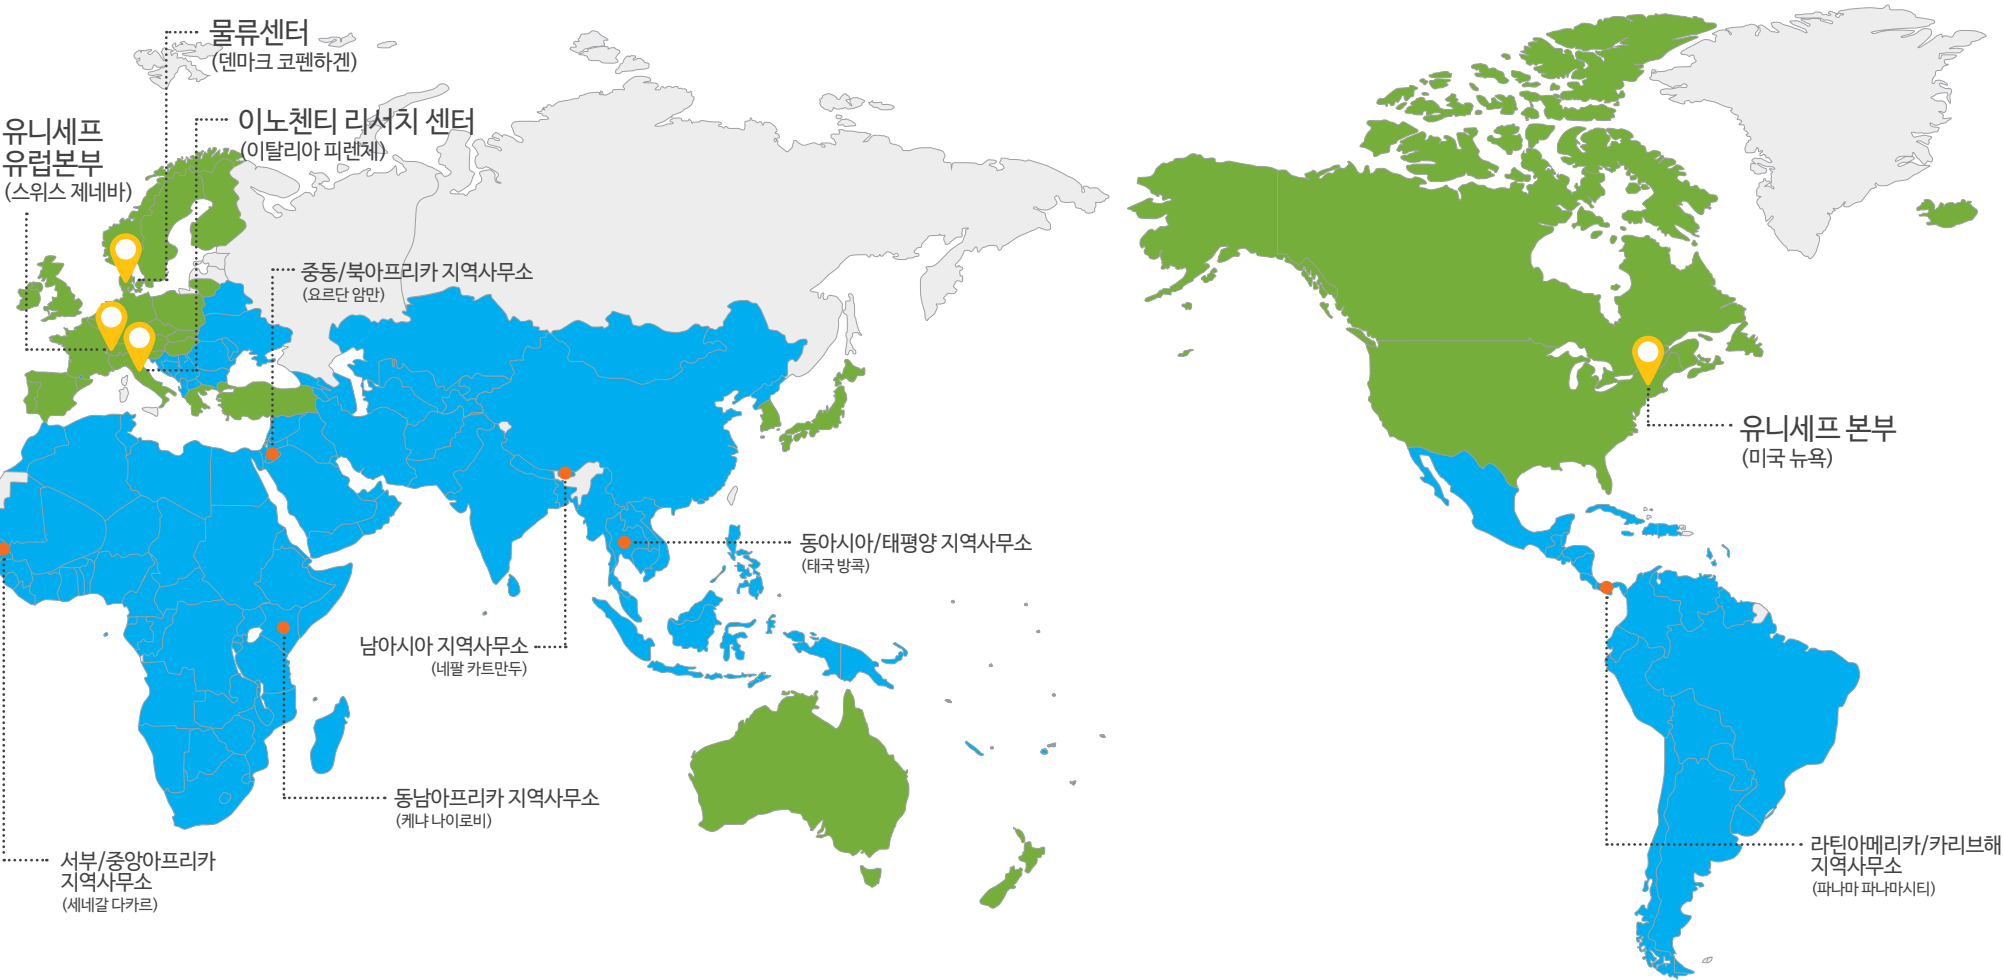 물류센터
(덴마크 코펜하겐)
이노첸티 리서치 센터
(이탈리아 피렌체)
유니세프
유럽본부
(스위스 제네바)
중동/북아프리카 지역사무소
(요르단 암만)
유니세프 본부
(미국 뉴욕)
동아시아/태평양 지역사무소
(태국 방콕)
남아시아 지역사무소
(네팔 카트만두)
동남아프리카 지역사무소
(케냐 나이로비)
서부/중앙아프리카
지역사무소
(세네갈 다카르)
라틴아메리카/카리브해
지역사무소
(파나마 파나마시티)